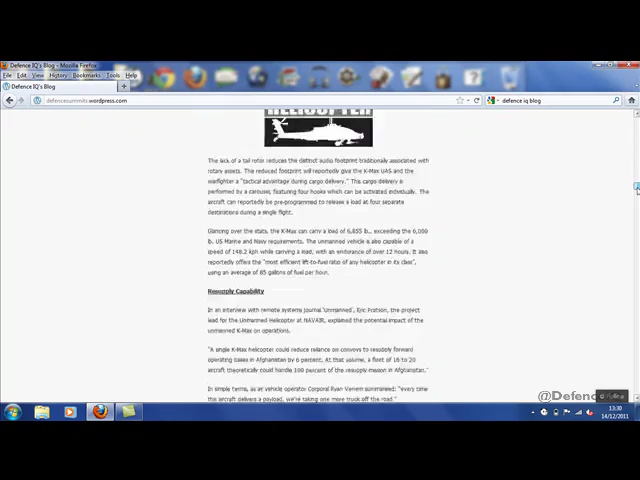 Defence IQ's Blog - Mozilla Firefox
File Edit View History Bookmarks Tools Help
Defence IQ's Blog
defencesummits.wordpress.com
defence iq blog
HELICOPTER
The lack of a tail rotor reduces the distinct audio footprint traditionally associated with
rotary assets. The reduced footprint will reportedly give the K-Max UAS and the
warfighter a "tactical advantage during cargo delivery." This cargo delivery is
performed by a carousel, featuring four hooks which can be activated individually. The
aircraft can reportedly be pre-programmed to release a load at four separate
destinations during a single flight.
Glancing over the stats, the K-Max can carry a load of 6,855 lb., exceeding the 6,000
lb. US Marine and Navy requirements. The unmanned vehicle is also capable of a
speed of 148.2 kph while carrying a load, with an endurance of over 12 hours. It also
reportedly offers the "most efficient lift-to-fuel ratio of any helicopter in its class",
using an average of 85 gallons of fuel per hour.
Resupply Capability
In an interview with remote systems journal 'Unmanned', Eric Pratson, the project
lead for the Unmanned Helicopter at NAVAIR, explained the potential impact of the
unmanned K-Max on operations.
"A single K-Max helicopter could reduce reliance on convoys to resupply forward
operating bases in Afghanistan by 6 percent. At that volume, a fleet of 16 to 20
aircraft theoretically could handle 100 percent of the resupply mission in Afghanistan."
In simple terms, as air vehicle operator Corporal Ryan Venem summarised: "every time
this aircraft delivers a payload, we're taking one more truck off the road."
@Defence
13:30
14/12/2011